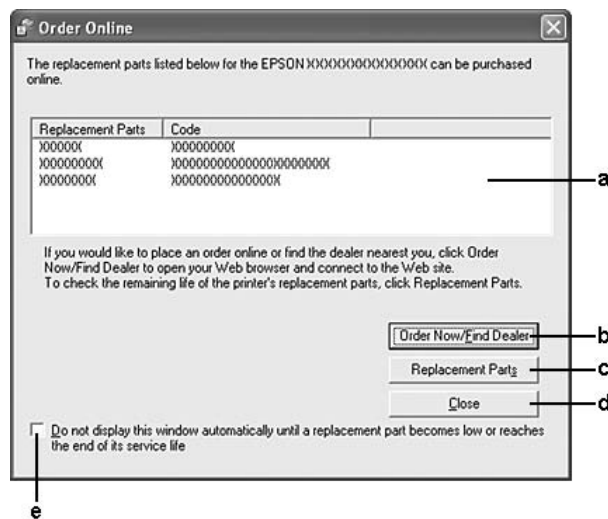 Order Online
The replacement parts listed below for the EPSON XXXXXXXXXXXXXXXX can be purchased
online.
Replacement Parts Code
XXXXXX XXXXXXXXX
XXXXXXXXX XXXXXXXXXXXXXXXXXXXXXX
XXXXXXXX XXXXXXXXXXXXXXX
a
If you would like to place an order online or find the dealer nearest you, click Order
Now/Find Dealer to open your Web browser and connect to the Web site.
To check the remaining life of the printer's replacement parts, click Replacement Parts.
Order Now/Find Dealer
b
Replacement Parts
c
Close
d
Do not display this window automatically until a replacement part becomes low or reaches
the end of its service life
e